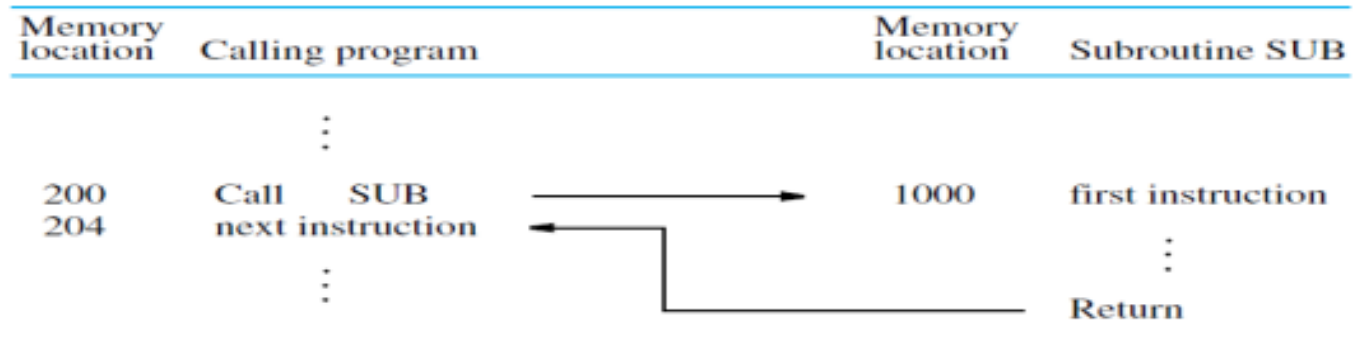 Memory location Calling program Memory location Subroutine SUB
200 Call SUB 1000 first instruction
204 next instruction
Return